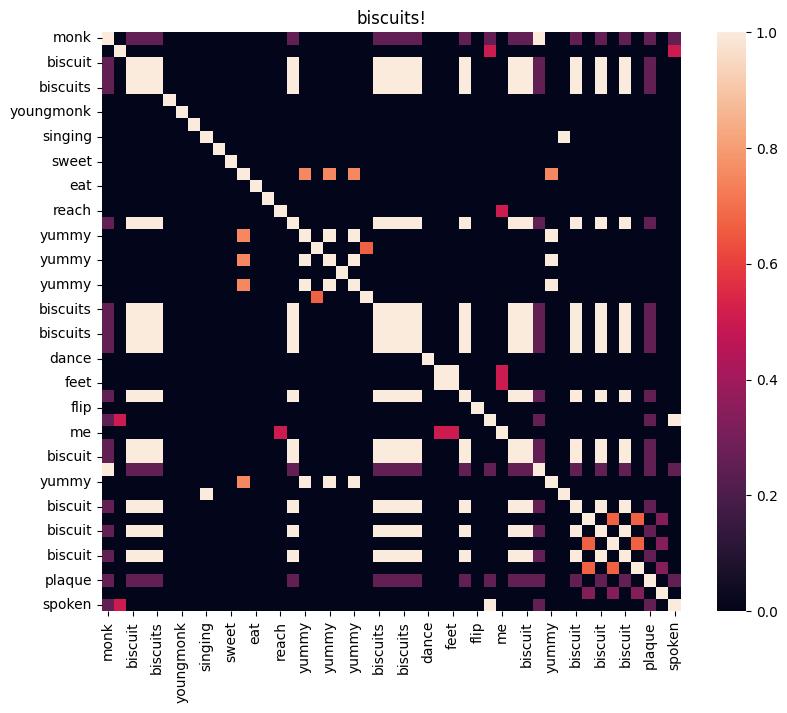 biscuits!
monk
biscuit
biscuits
youngmonk
singing
sweet
eat
reach
yummy
yummy
yummy
biscuits
biscuits
dance
feet
flip
me
biscuit
yummy
biscuit
biscuit
biscuit
plaque
spoken
monk
biscuit
biscuits
youngmonk
singing
sweet
eat
reach
yummy
yummy
yummy
biscuits
biscuits
dance
feet
flip
me
biscuit
yummy
biscuit
biscuit
biscuit
plaque
spoken
1.0
0.8
0.6
0.4
0.2
0.0